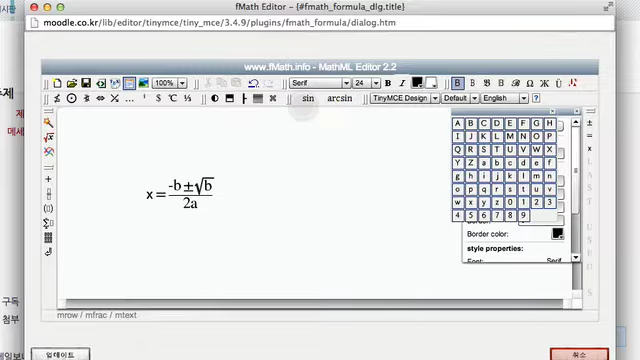 fMath Editor - {#fmath_formula_dlg.title}
moodle.co.kr/lib/editor/tinymce/tiny_mce/3.4.9/plugins/fmath_formula/dialog.htm
www.fMath.info - MathML Editor 2.2
100% Serif 24 B I
sin arcsin TinyMCE Design Default English ?
A B C D E F G H
I J K L M N O P
Q R S T U V W X
Y Z a b c d e f
g h i j k l m n
o p q r s t u v
w x y z 0 1 2 3
4 5 6 7 8 9
x = (-b ± √b) / 2a
Border color:
style properties:
Font: Serif
mrow / mfrac / mtext
구독
첨부
업데이트
취소